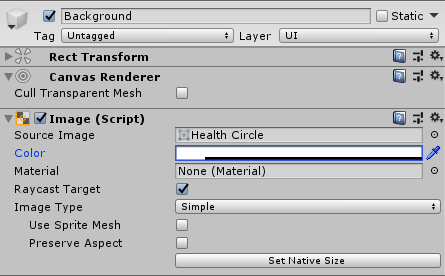 Background Static
Tag Untagged Layer UI
Rect Transform
Canvas Renderer
Cull Transparent Mesh
Image (Script)
Source Image Health Circle
Color
Material None (Material)
Raycast Target
Image Type Simple
Use Sprite Mesh
Preserve Aspect
Set Native Size